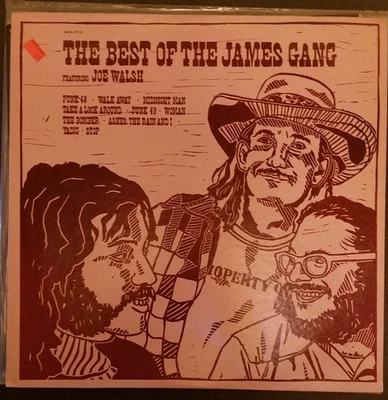 THE BEST OF THE JAMES GANG
FEATURING JOE WALSH
FUNK 48 · WALK AWAY · MIDNIGHT MAN
TAKE A LOOK AROUND · FUNK 49 · WOMAN
THE BOMBER · ASHES, THE RAIN AND I ·
YADIG · STOP
ROPERTY O